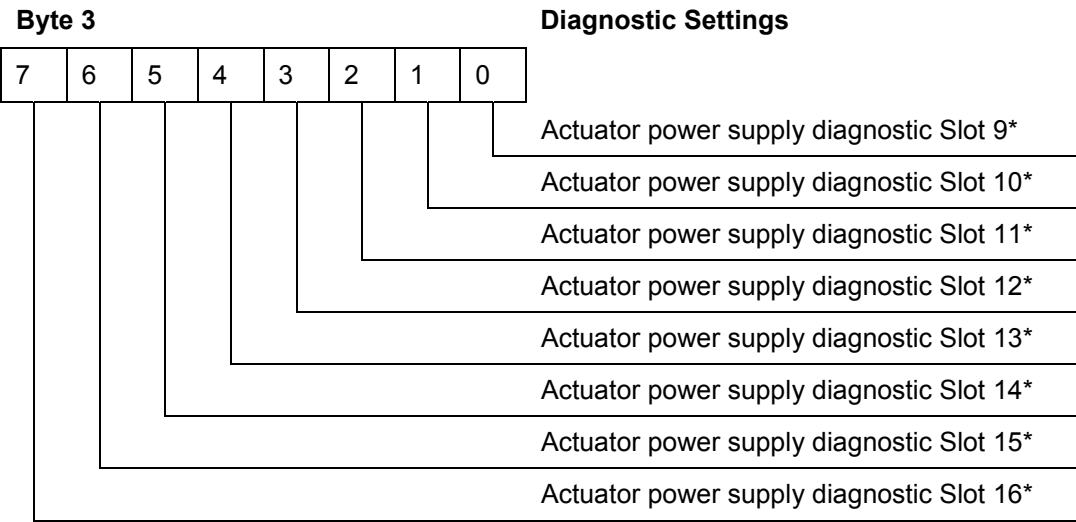 Byte 3 Diagnostic Settings
7 6 5 4 3 2 1 0
Actuator power supply diagnostic Slot 9*
Actuator power supply diagnostic Slot 10*
Actuator power supply diagnostic Slot 11*
Actuator power supply diagnostic Slot 12*
Actuator power supply diagnostic Slot 13*
Actuator power supply diagnostic Slot 14*
Actuator power supply diagnostic Slot 15*
Actuator power supply diagnostic Slot 16*